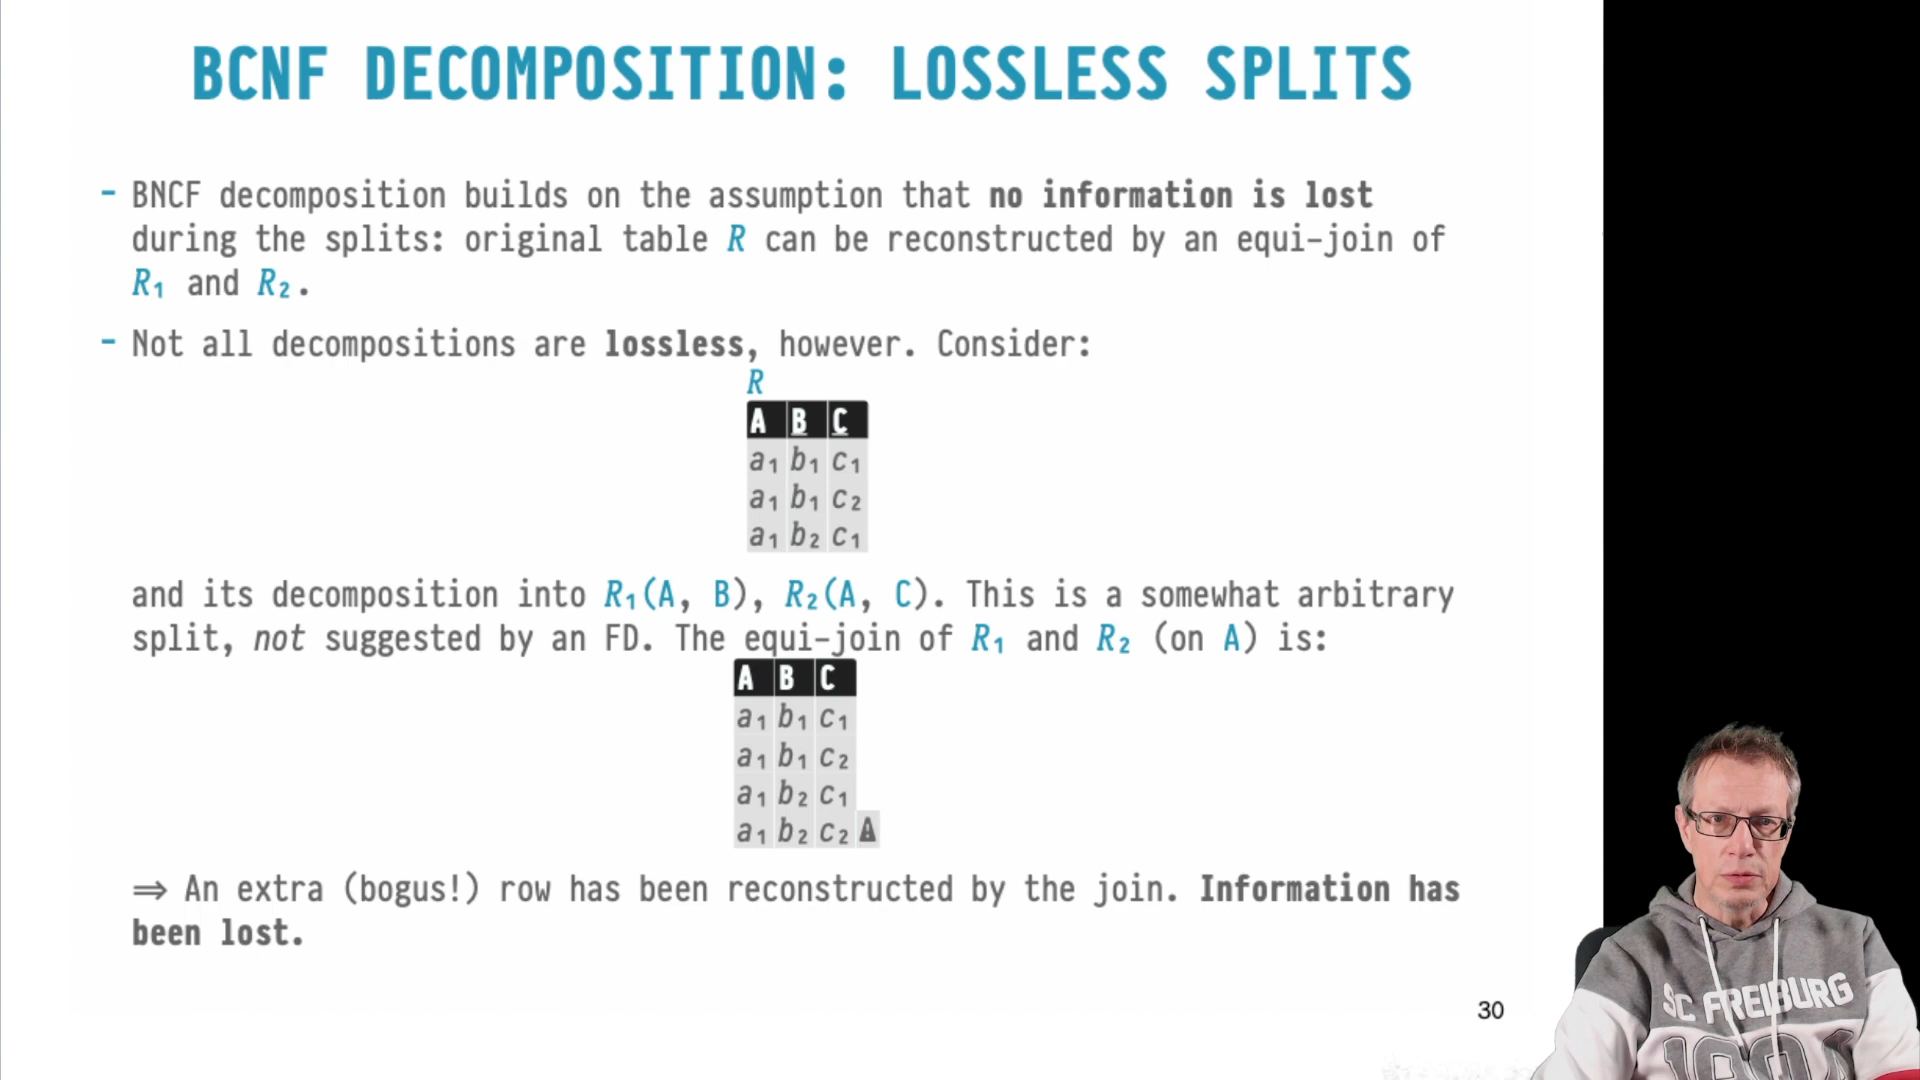 BCNF DECOMPOSITION: LOSSLESS SPLITS
- BNCF decomposition builds on the assumption that no information is lost
during the splits: original table R can be reconstructed by an equi-join of
R₁ and R₂.
- Not all decompositions are lossless, however. Consider:
R
A B C
a₁ b₁ c₁
a₁ b₁ c₂
a₁ b₂ c₁
and its decomposition into R₁(A, B), R₂(A, C). This is a somewhat arbitrary
split, not suggested by an FD. The equi-join of R₁ and R₂ (on A) is:
A B C
a₁ b₁ c₁
a₁ b₁ c₂
a₁ b₂ c₁
a₁ b₂ c₂
⇒ An extra (bogus!) row has been reconstructed by the join. Information has
been lost.
30
SC FREIBURG